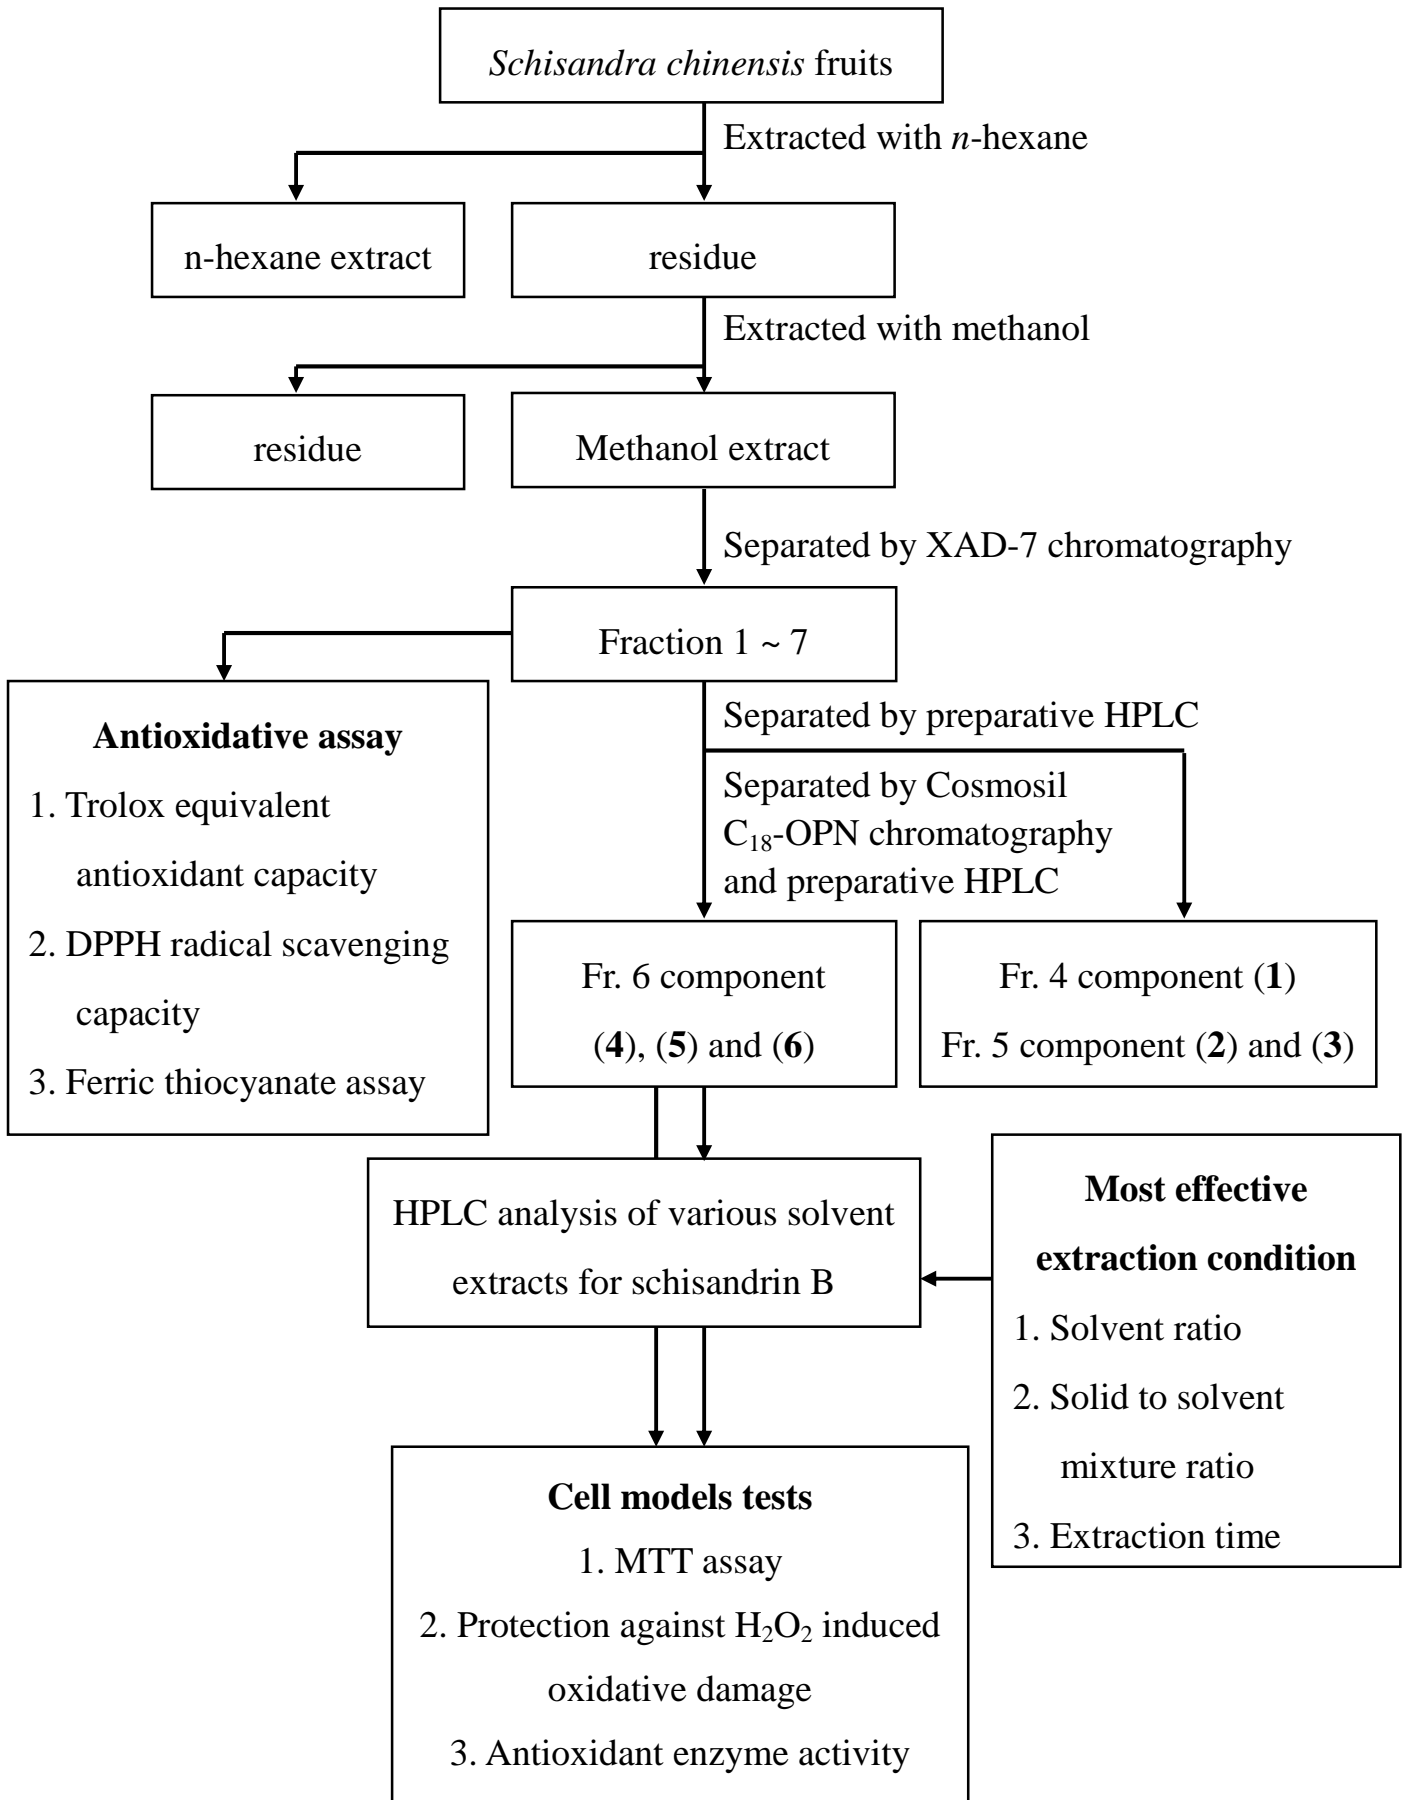 Schisandra chinensis fruits
Extracted with n-hexane
n-hexane extract
residue
Extracted with methanol
residue
Methanol extract
Separated by XAD-7 chromatography
Fraction 1 ~ 7
Antioxidative assay
1. Trolox equivalent
antioxidant capacity
2. DPPH radical scavenging
capacity
3. Ferric thiocyanate assay
Separated by preparative HPLC
Separated by Cosmosil
C₁₈-OPN chromatography
and preparative HPLC
Fr. 6 component
(4), (5) and (6)
Fr. 4 component (1)
Fr. 5 component (2) and (3)
HPLC analysis of various solvent
extracts for schisandrin B
Most effective
extraction condition
1. Solvent ratio
2. Solid to solvent
mixture ratio
3. Extraction time
Cell models tests
1. MTT assay
2. Protection against H₂O₂ induced
oxidative damage
3. Antioxidant enzyme activity